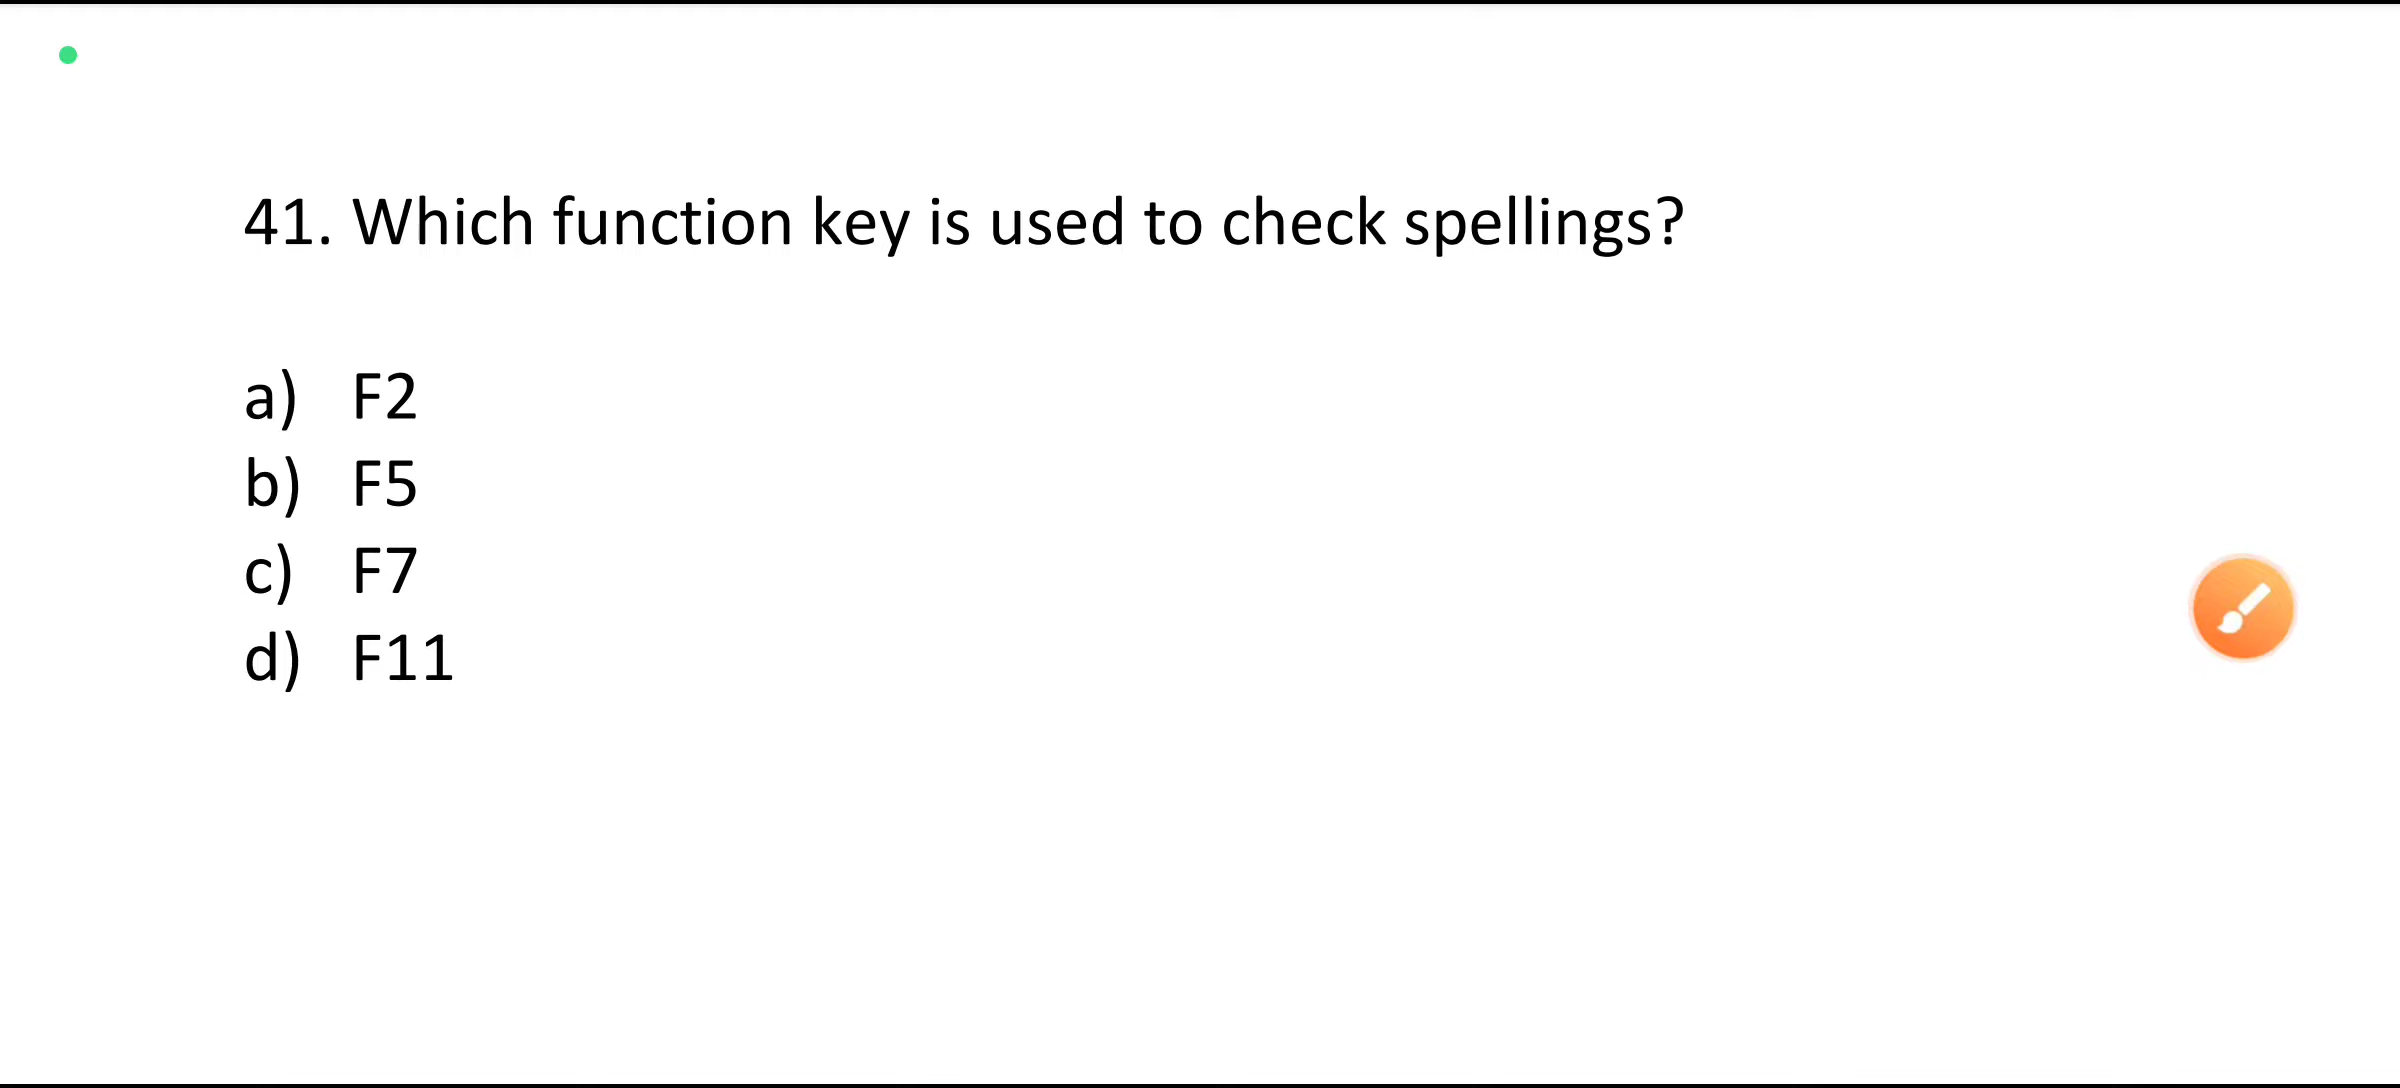 41. Which function key is used to check spellings?
a) F2
b) F5
c) F7
d) F11